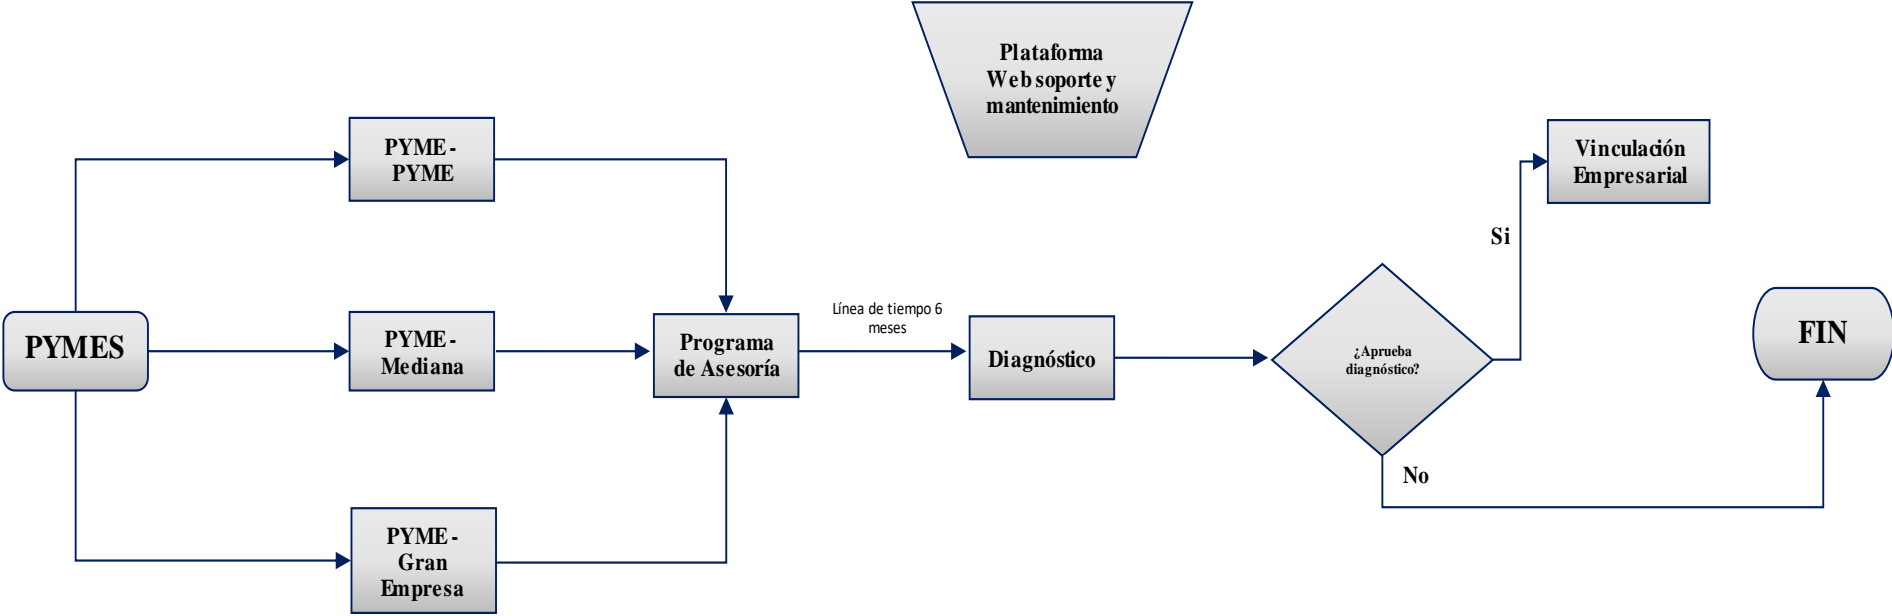 Plataforma
Web soporte y
mantenimiento
PYME-
PYME
Vinculación
Empresarial
Si
PYMES
PYME-
Mediana
Programa
de Asesoría
Línea de tiempo 6
meses
Diagnóstico
¿Aprueba
diagnóstico?
FIN
No
PYME-
Gran
Empresa